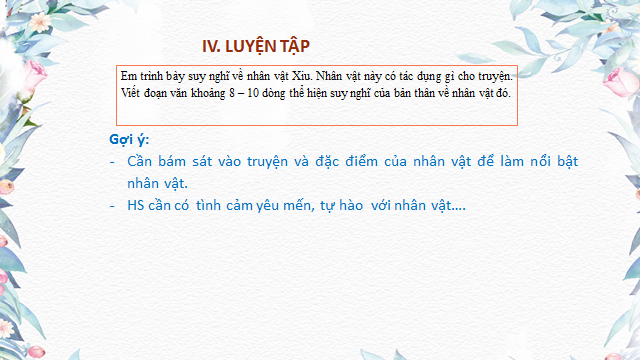 IV. LUYỆN TẬP
Em trình bày suy nghĩ về nhân vật Xiu. Nhân vật này có tác dụng gì cho truyện.
Viết đoạn văn khoảng 8 – 10 dòng thể hiện suy nghĩ của bản thân về nhân vật đó.
Gợi ý:
- Cần bám sát vào truyện và đặc điểm của nhân vật để làm nổi bật
nhân vật.
- HS cần có tình cảm yêu mến, tự hào với nhân vật....